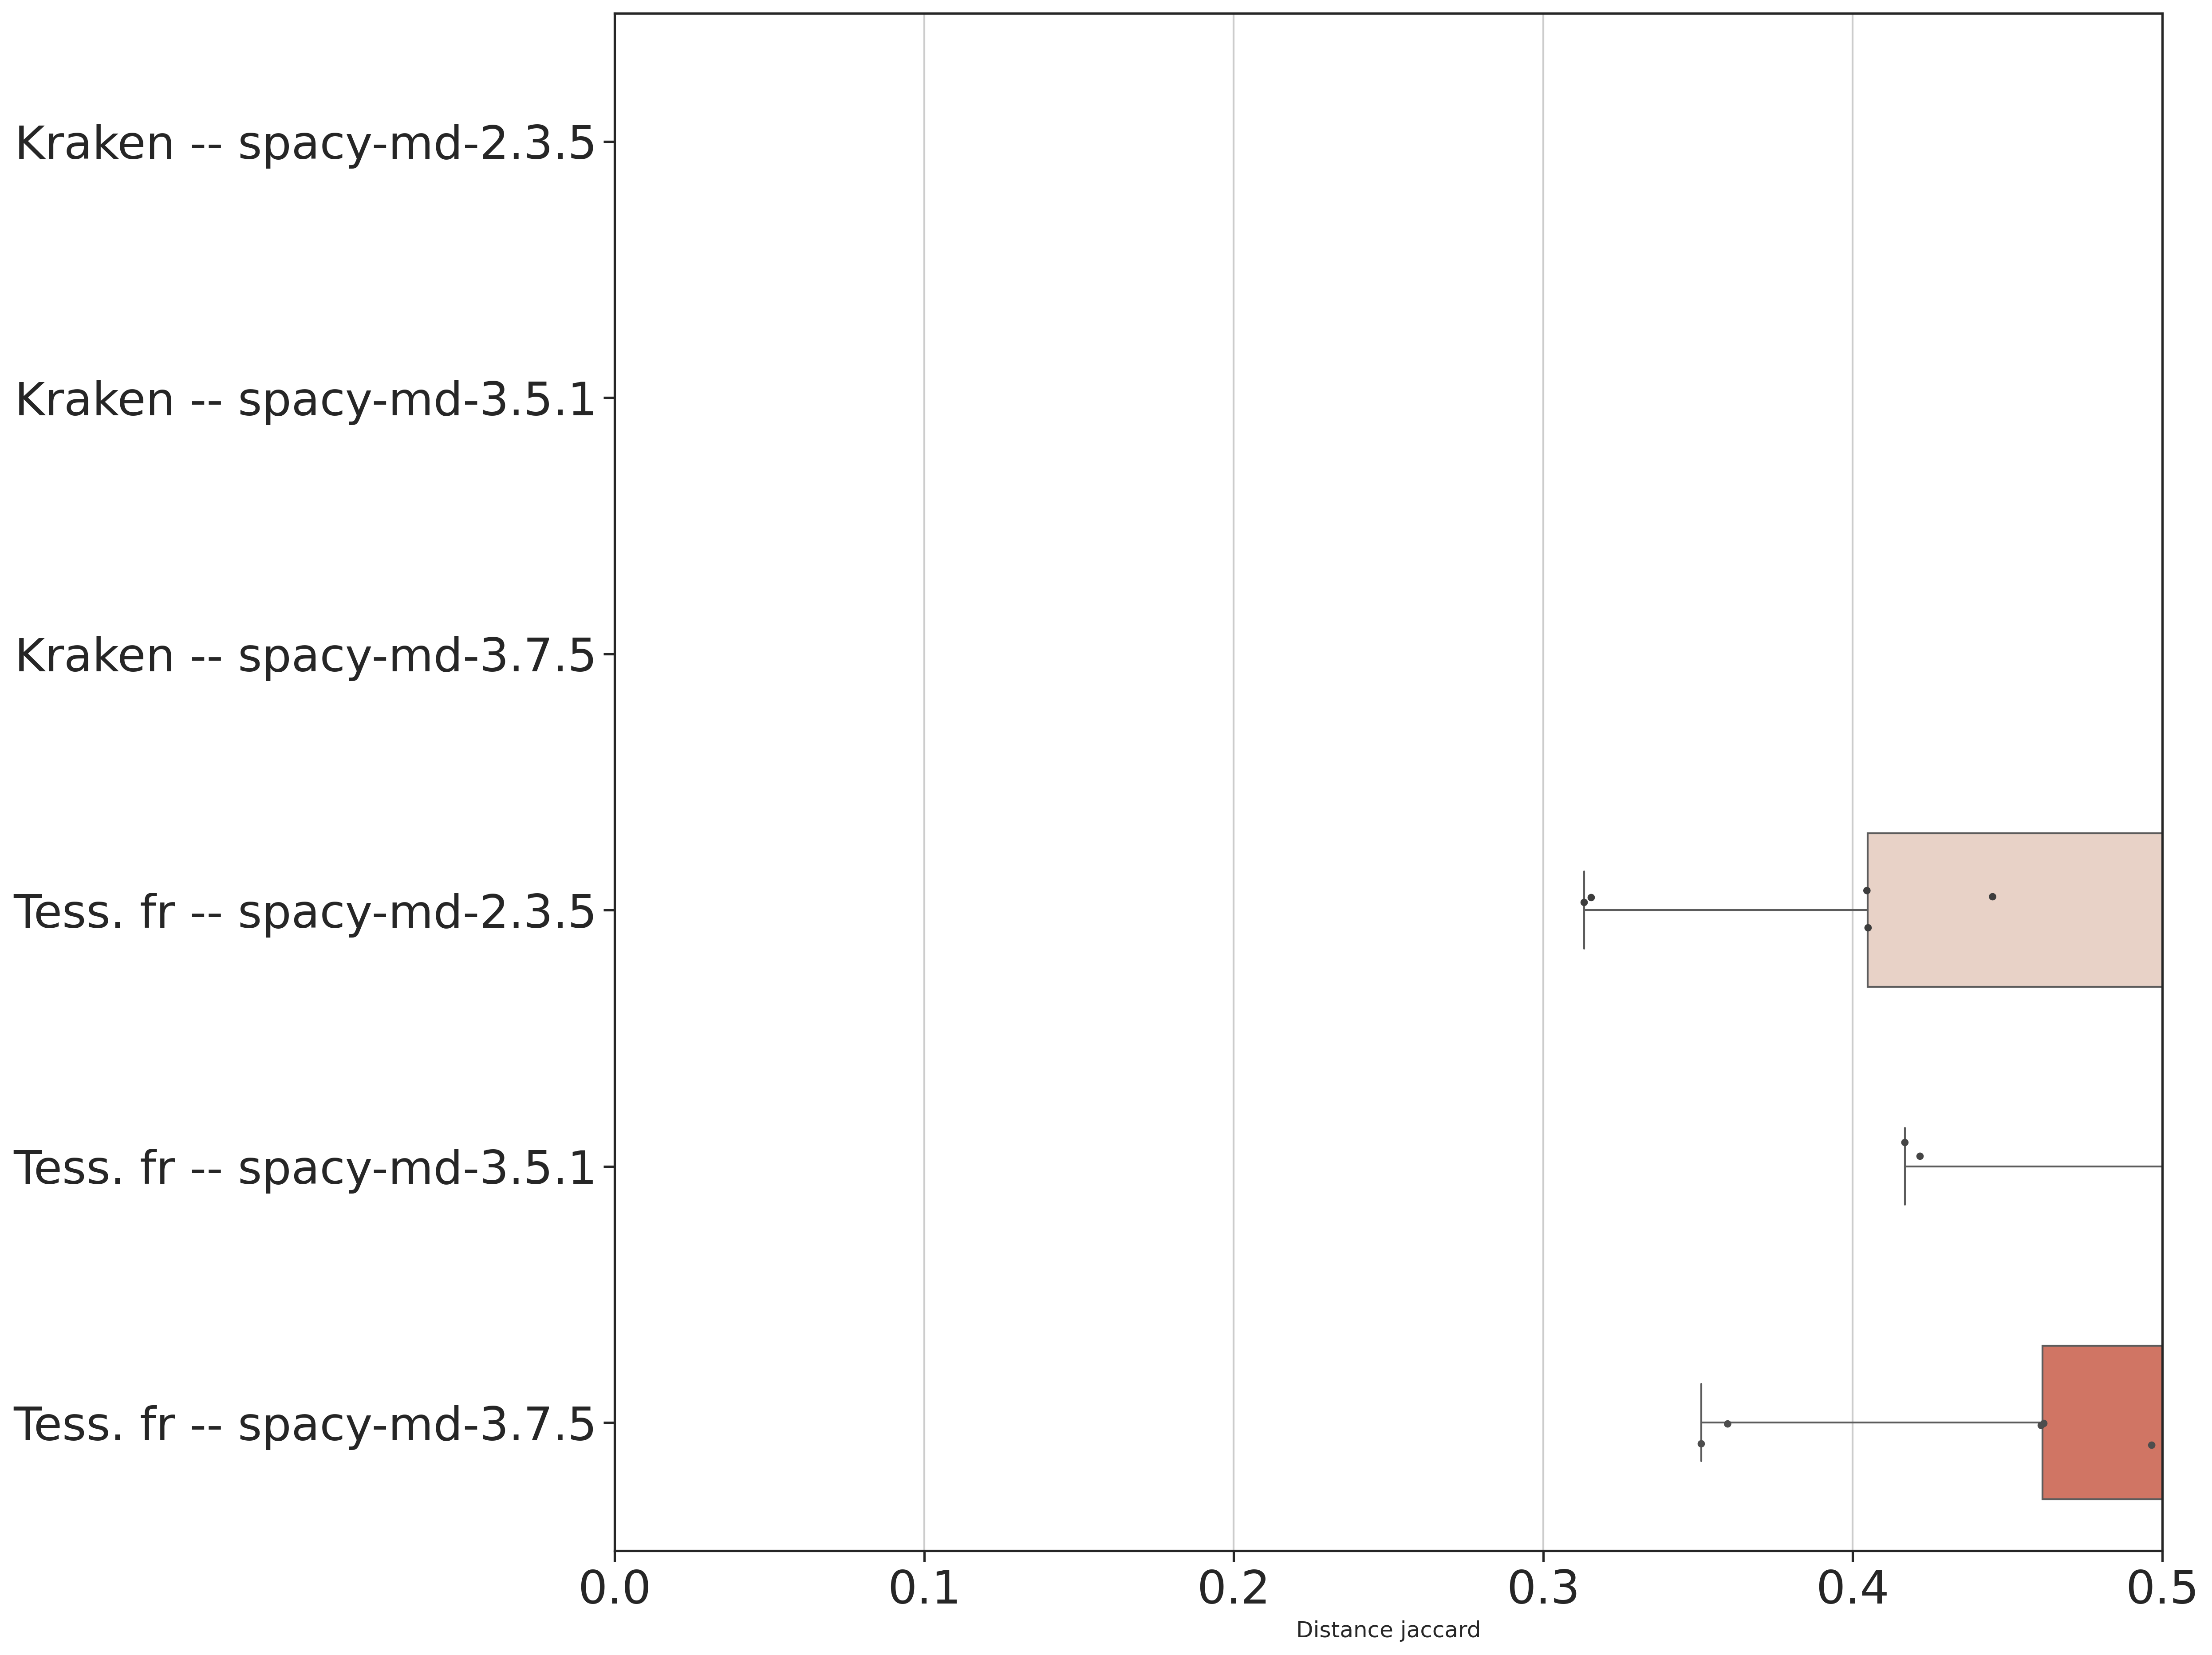 Kraken -- spacy-md-2.3.5
Kraken -- spacy-md-3.5.1
Kraken -- spacy-md-3.7.5
Tess. fr -- spacy-md-2.3.5
Tess. fr -- spacy-md-3.5.1
Tess. fr -- spacy-md-3.7.5
0.0 0.1 0.2 0.3 0.4 0.5
Distance jaccard